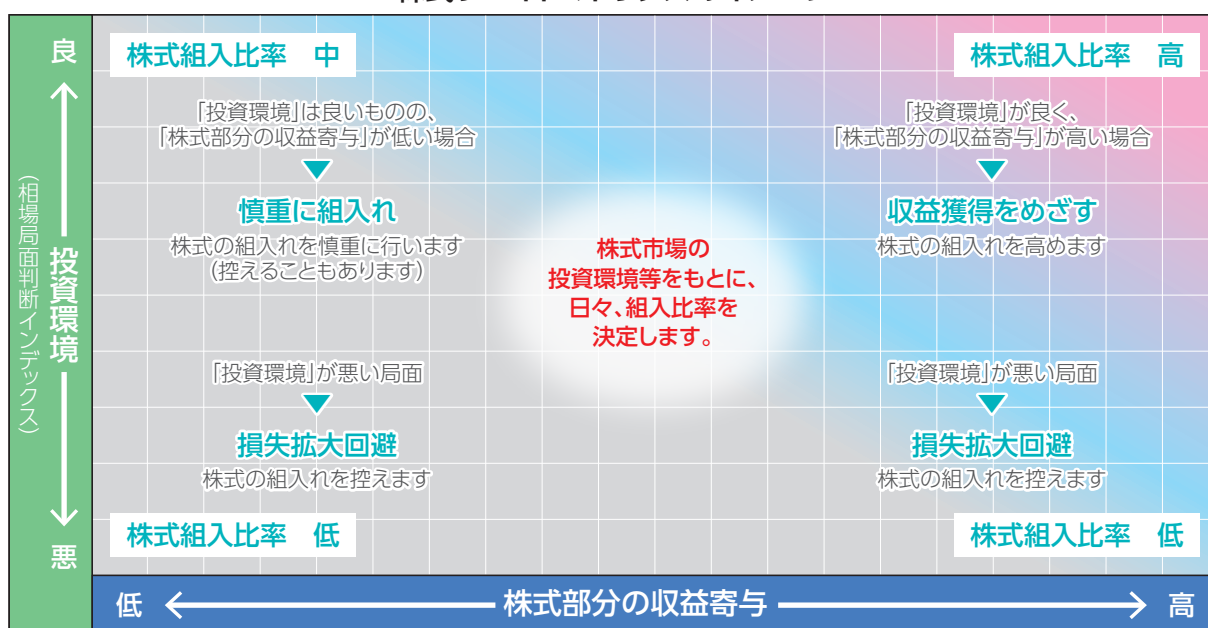 良
投資環境
(相場局面判断インデックス)
悪
株式組入比率 中
「投資環境」は良いものの、
「株式部分の収益寄与」が低い場合
慎重に組入れ
株式の組入れを慎重に行います
(控えることもあります)
株式組入比率 高
「投資環境」が良く、
「株式部分の収益寄与」が高い場合
収益獲得をめざす
株式の組入れを高めます
株式市場の
投資環境等をもとに、
日々、組入比率を
決定します。
「投資環境」が悪い局面
損失拡大回避
株式の組入れを控えます
株式組入比率 低
「投資環境」が悪い局面
損失拡大回避
株式の組入れを控えます
株式組入比率 低
低
株式部分の収益寄与
高